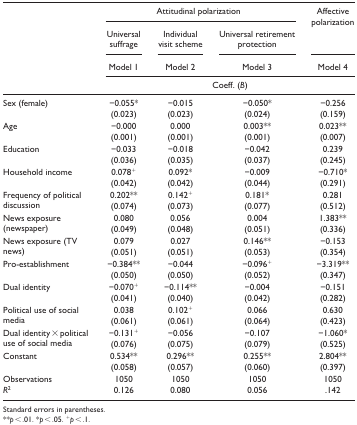 Attitudinal polarization Affective polarization
Universal suffrage Individual visit scheme Universal retirement protection
Model 1 Model 2 Model 3 Model 4
Coeff. (B)
Sex (female) −0.055* −0.015 −0.050* −0.256
(0.023) (0.023) (0.024) (0.159)
Age −0.000 0.000 0.003** 0.023**
(0.001) (0.001) (0.001) (0.007)
Education −0.033 −0.018 −0.042 0.239
(0.036) (0.035) (0.037) (0.245)
Household income 0.078+ 0.092* −0.009 −0.710*
(0.042) (0.042) (0.044) (0.291)
Frequency of political 0.202** 0.142+ 0.181* 0.281
discussion (0.074) (0.073) (0.077) (0.512)
News exposure 0.080 0.056 0.004 1.383**
(newspaper) (0.049) (0.048) (0.051) (0.336)
News exposure (TV 0.079 0.027 0.146** −0.153
news) (0.051) (0.051) (0.053) (0.354)
Pro-establishment −0.384** −0.044 −0.096+ −3.319**
(0.050) (0.050) (0.052) (0.347)
Dual identity −0.070+ −0.114** −0.004 −0.151
(0.041) (0.040) (0.042) (0.282)
Political use of social 0.038 0.102+ 0.066 0.630
media (0.061) (0.061) (0.064) (0.423)
Dual identity × political −0.131+ −0.056 −0.107 −1.060*
use of social media (0.076) (0.075) (0.079) (0.525)
Constant 0.534** 0.296** 0.255** 2.804**
(0.058) (0.057) (0.060) (0.397)
Observations 1050 1050 1050 1050
R² 0.126 0.080 0.056 .142
Standard errors in parentheses.
**p < .01. *p < .05. +p < .1.